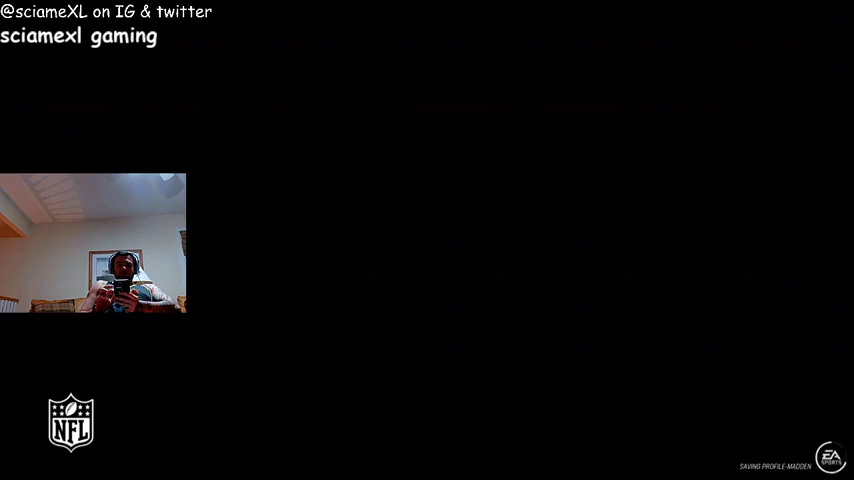 @sciameXL on IG & twitter
sciamexl gaming
NFL
SAVING PROFILE-MADDEN
EA
SPORTS